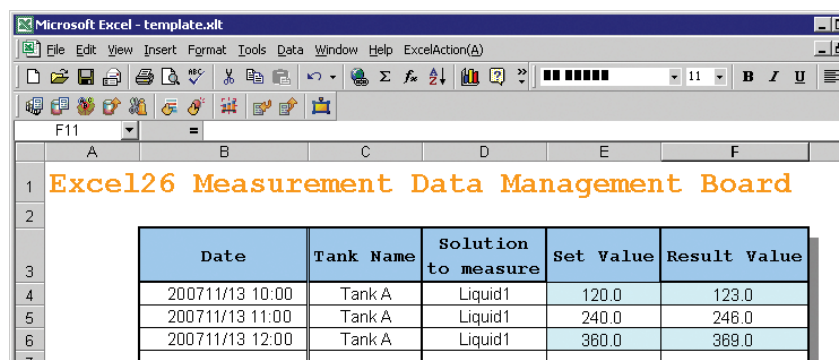 Microsoft Excel - template.xlt
File Edit View Insert Format Tools Data Window Help ExcelAction(A)
11 B I U
F11 =
A B C D E F
1 Excel26 Measurement Data Management Board
2
3 Date Tank Name Solution to measure Set Value Result Value
4 200711/13 10:00 Tank A Liquid1 120.0 123.0
5 200711/13 11:00 Tank A Liquid1 240.0 246.0
6 200711/13 12:00 Tank A Liquid1 360.0 369.0